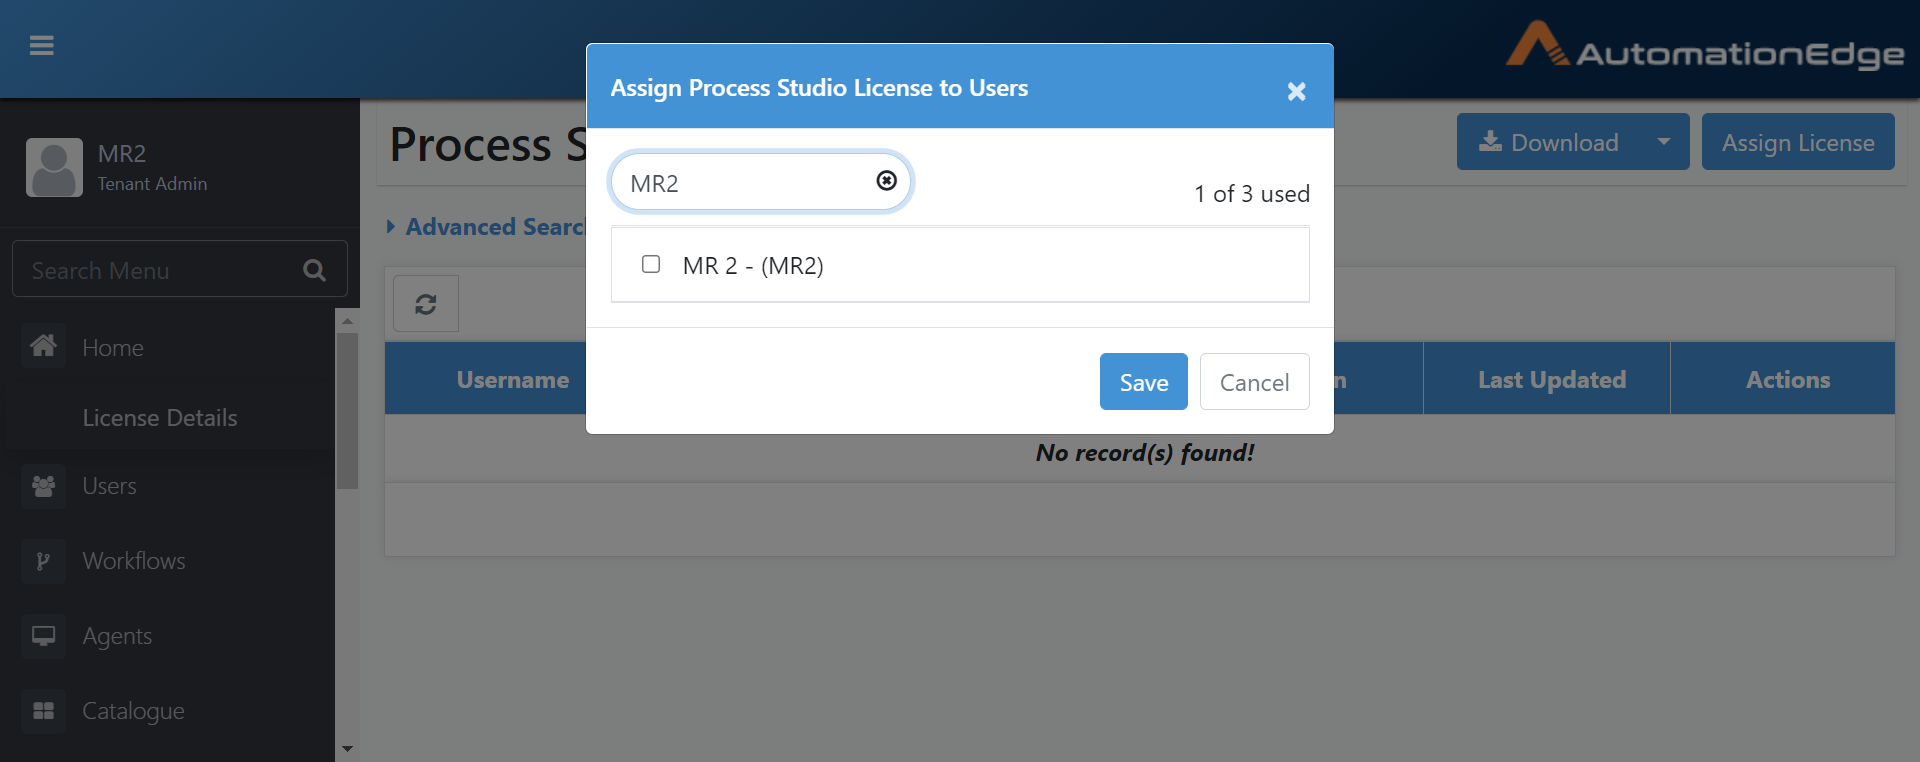 AutomationEdge
Assign Process Studio License to Users
MR2
Tenant Admin
Process S
Download
Assign License
MR2
1 of 3 used
Advanced Searc
MR 2 - (MR2)
Search Menu
Home
License Details
Users
Workflows
Agents
Catalogue
Save
Cancel
Username
n
Last Updated
Actions
No record(s) found!